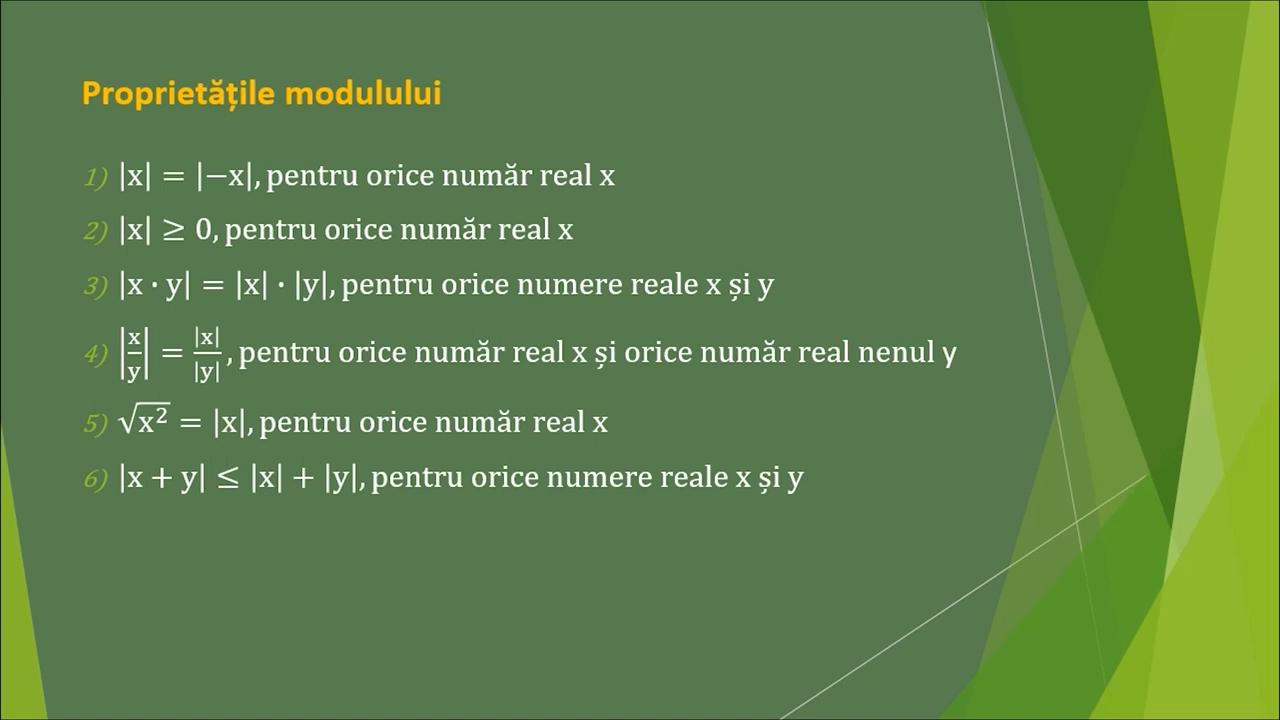 Proprietățile modulului
1) |x| = |−x|, pentru orice număr real x
2) |x| ≥ 0, pentru orice număr real x
3) |x · y| = |x| · |y|, pentru orice numere reale x și y
4) |x/y| = |x|/|y|, pentru orice număr real x și orice număr real nenul y
5) √x² = |x|, pentru orice număr real x
6) |x + y| ≤ |x| + |y|, pentru orice numere reale x și y